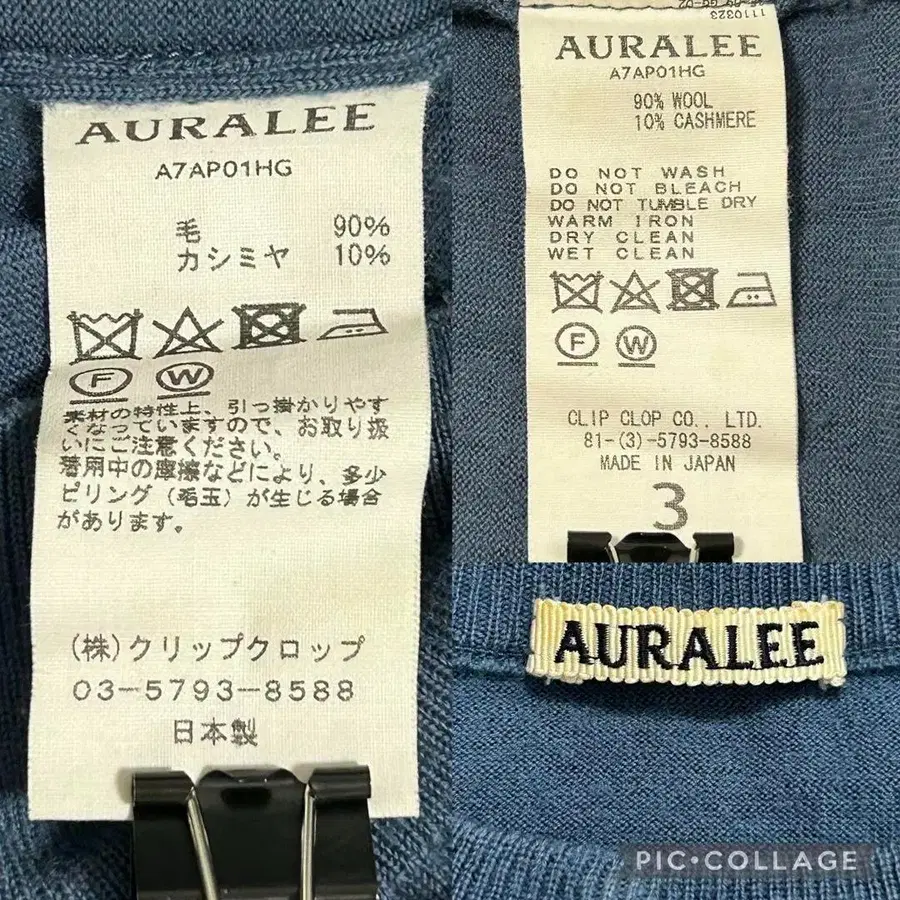 AURALEE
A7AP01HG
毛 90%
カシミヤ 10%
F W
素材の特性上、引っ掛かりやす
くなっていますので、お取り扱
いにご注意ください。
着用中の摩擦などにより、多少
ピリング（毛玉）が生じる場合
があります。
(株)クリップクロップ
03-5793-8588
日本製
1110323
AURALEE
A7AP01HG
90% WOOL
10% CASHMERE
DO NOT WASH
DO NOT BLEACH
DO NOT TUMBLE DRY
WARM IRON
DRY CLEAN
WET CLEAN
F W
CLIP CLOP CO., LTD.
81-(3)-5793-8588
MADE IN JAPAN
3
AURALEE
PIC•COLLAGE